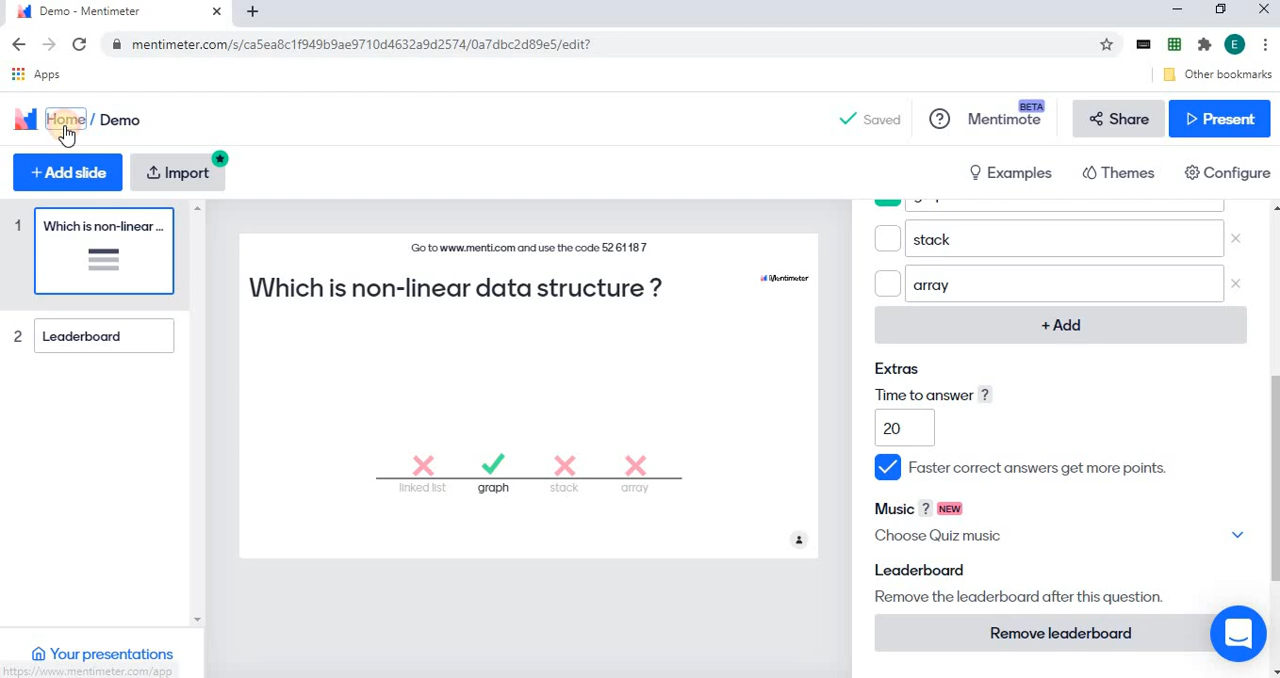 Demo - Mentimeter
mentimeter.com/s/ca5ea8c1f949b9ae9710d4632a9d2574/0a7dbc2d89e5/edit?
E
Apps
Other bookmarks
Home / Demo
Saved
?
Mentimote
BETA
Share
Present
+ Add slide
Import
Examples
Themes
Configure
1
Which is non-linear ...
2
Leaderboard
Go to www.menti.com and use the code 52 61 18 7
Mentimeter
Which is non-linear data structure ?
linked list
graph
stack
array
graph
stack
array
+ Add
Extras
Time to answer ?
20
Faster correct answers get more points.
Music ? NEW
Choose Quiz music
Leaderboard
Remove the leaderboard after this question.
Remove leaderboard
Your presentations
https://www.mentimeter.com/app